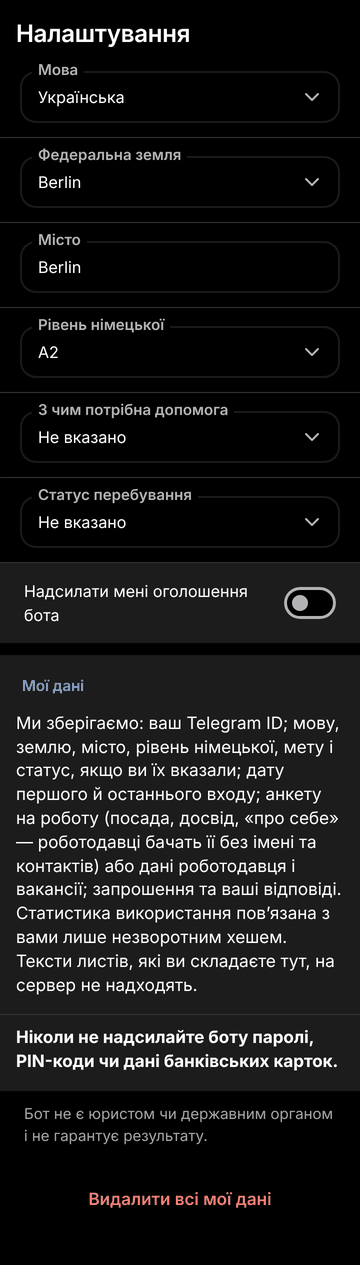 Налаштування
Мова
Українська
Федеральна земля
Berlin
Місто
Berlin
Рівень німецької
A2
З чим потрібна допомога
Не вказано
Статус перебування
Не вказано
Надсилати мені оголошення
бота
Мої дані
Ми зберігаємо: ваш Telegram ID; мову,
землю, місто, рівень німецької, мету і
статус, якщо ви їх вказали; дату
першого й останнього входу; анкету
на роботу (посада, досвід, «про себе»
— роботодавці бачать її без імені та
контактів) або дані роботодавця і
вакансії; запрошення та ваші відповіді.
Статистика використання пов’язана з
вами лише незворотним хешем.
Тексти листів, які ви складаєте тут, на
сервер не надходять.
Ніколи не надсилайте боту паролі,
PIN-коди чи дані банківських карток.
Бот не є юристом чи державним органом
і не гарантує результату.
Видалити всі мої дані